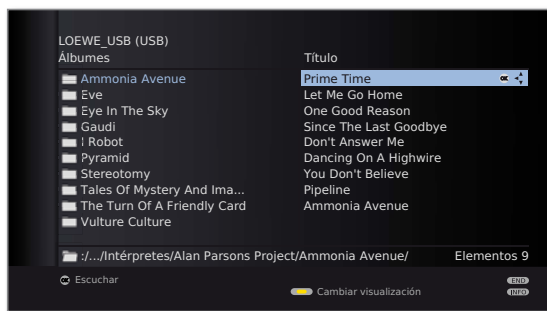 LOEWE_USB (USB)
Álbumes
Ammonia Avenue
Eve
Eye In The Sky
Gaudi
I Robot
Pyramid
Stereotomy
Tales Of Mystery And Ima...
The Turn Of A Friendly Card
Vulture Culture
Título
Prime Time OK
Let Me Go Home
One Good Reason
Since The Last Goodbye
Don't Answer Me
Dancing On A Highwire
You Don't Believe
Pipeline
Ammonia Avenue
:/.../Intérpretes/Alan Parsons Project/Ammonia Avenue/ Elementos 9
OK Escuchar
END
Cambiar visualización
INFO